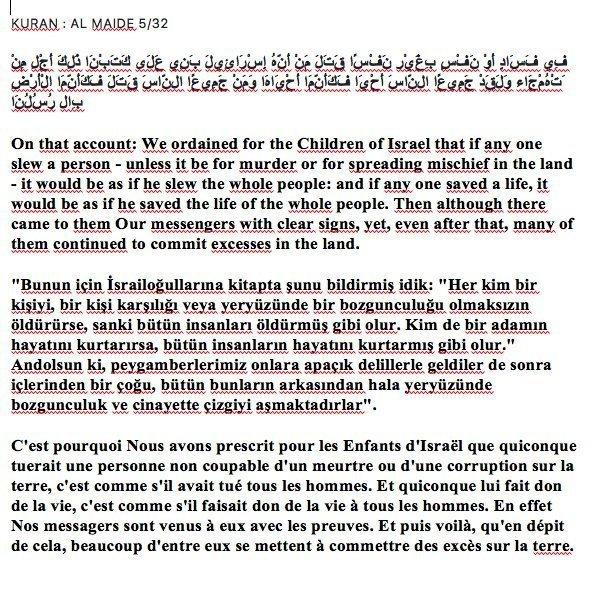 KURAN : AL MAIDE 5/32
مِنْ أَجْلِ ذَلِكَ كَتَبْنَا عَلَى بَنِي إِسْرَائِيلَ أَنَّهُ مَنْ قَتَلَ نَفْسًا بِغَيْرِ نَفْسٍ أَوْ فَسَادٍ فِي
الْأَرْضِ فَكَأَنَّمَا قَتَلَ النَّاسَ جَمِيعًا وَمَنْ أَحْيَاهَا فَكَأَنَّمَا أَحْيَا النَّاسَ جَمِيعًا وَلَقَدْ جَاءتْهُمْ
رُسُلُنَا بِال
On that account: We ordained for the Children of Israel that if any one
slew a person - unless it be for murder or for spreading mischief in the land
- it would be as if he slew the whole people: and if any one saved a life, it
would be as if he saved the life of the whole people. Then although there
came to them Our messengers with clear signs, yet, even after that, many of
them continued to commit excesses in the land.
"Bunun için İsrailoğullarına kitapta şunu bildirmiş idik: "Her kim bir
kişiyi, bir kişi karşılığı veya yeryüzünde bir bozgunculuğu olmaksızın
öldürürse, sanki bütün insanları öldürmüş gibi olur. Kim de bir adamın
hayatını kurtarırsa, bütün insanların hayatını kurtarmış gibi olur."
Andolsun ki, peygamberlerimiz onlara apaçık delillerle geldiler de sonra
içlerinden bir çoğu, bütün bunların arkasından hala yeryüzünde
bozgunculuk ve cinayette çizgiyi aşmaktadırlar".
C'est pourquoi Nous avons prescrit pour les Enfants d'Israël que quiconque
tuerait une personne non coupable d'un meurtre ou d'une corruption sur la
terre, c'est comme s'il avait tué tous les hommes. Et quiconque lui fait don
de la vie, c'est comme s'il faisait don de la vie à tous les hommes. En effet
Nos messagers sont venus à eux avec les preuves. Et puis voilà, qu'en dépit
de cela, beaucoup d'entre eux se mettent à commettre des excès sur la terre.